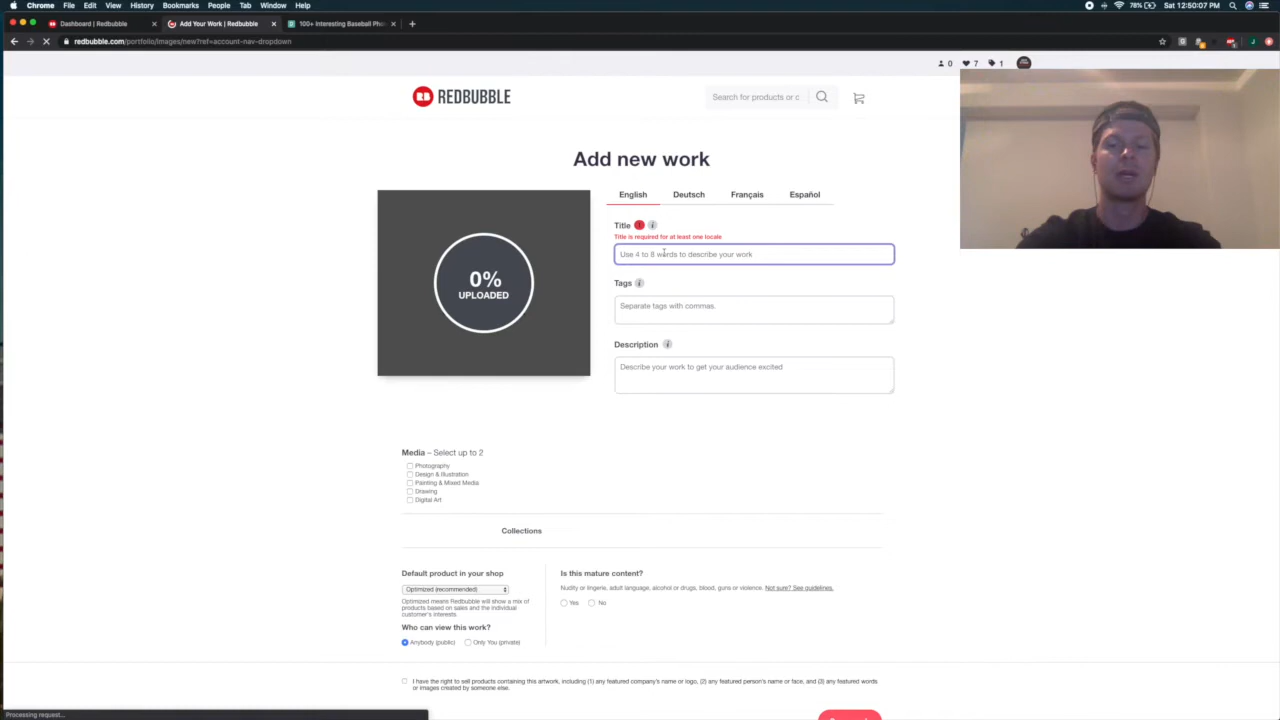 Chrome File Edit View History Bookmarks People Tab Window Help 78% Sat 12:50:07 PM
Dashboard | Redbubble Add Your Work | Redbubble 100+ Interesting Baseball Phr
redbubble.com/portfolio/images/new?ref=account-nav-dropdown
0 7 1
REDBUBBLE
Search for products or c
Add new work
English Deutsch Français Español
Title
Title is required for at least one locale
Use 4 to 8 words to describe your work
0%
UPLOADED
Tags
Separate tags with commas.
Description
Describe your work to get your audience excited
Media – Select up to 2
Photography
Design & Illustration
Painting & Mixed Media
Drawing
Digital Art
Collections
Default product in your shop
Optimized (recommended)
Optimized means Redbubble will show a mix of
products based on sales and the individual
customer's interests.
Who can view this work?
Anybody (public) Only You (private)
Is this mature content?
Nudity or lingerie, adult language, alcohol or drugs, blood, guns or violence. Not sure? See guidelines.
Yes No
I have the right to sell products containing this artwork, including (1) any featured company's name or logo, (2) any featured person's name or face, and (3) any featured words
or images created by someone else.
Processing request...